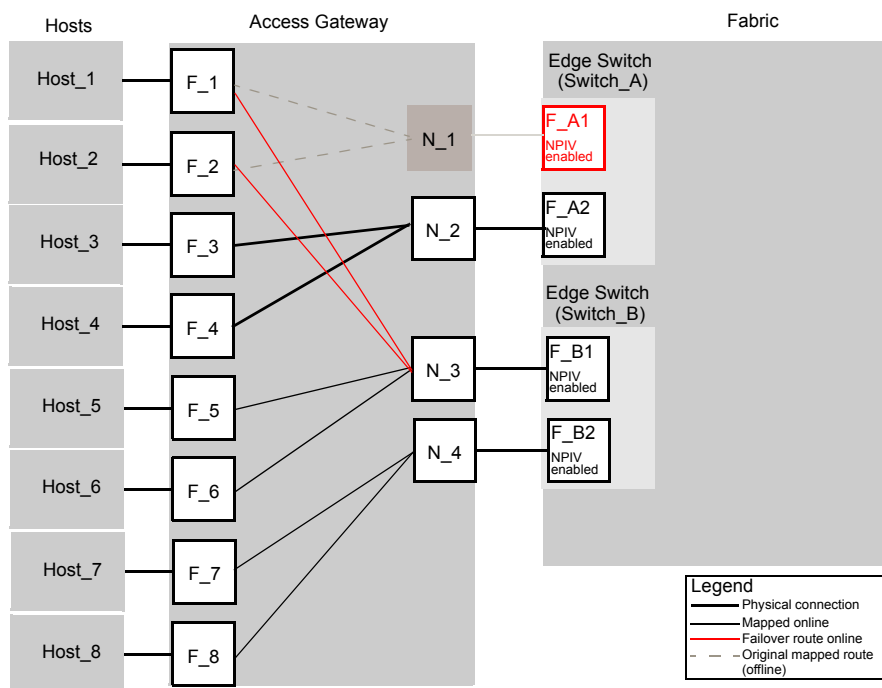 Hosts
Access Gateway
Fabric
Host_1
Host_2
Host_3
Host_4
Host_5
Host_6
Host_7
Host_8
F_1
F_2
F_3
F_4
F_5
F_6
F_7
F_8
N_1
N_2
N_3
N_4
Edge Switch
(Switch_A)
F_A1
NPIV
enabled
F_A2
NPIV
enabled
Edge Switch
(Switch_B)
F_B1
NPIV
enabled
F_B2
NPIV
enabled
Legend
Physical connection
Mapped online
Failover route online
Original mapped route
(offline)